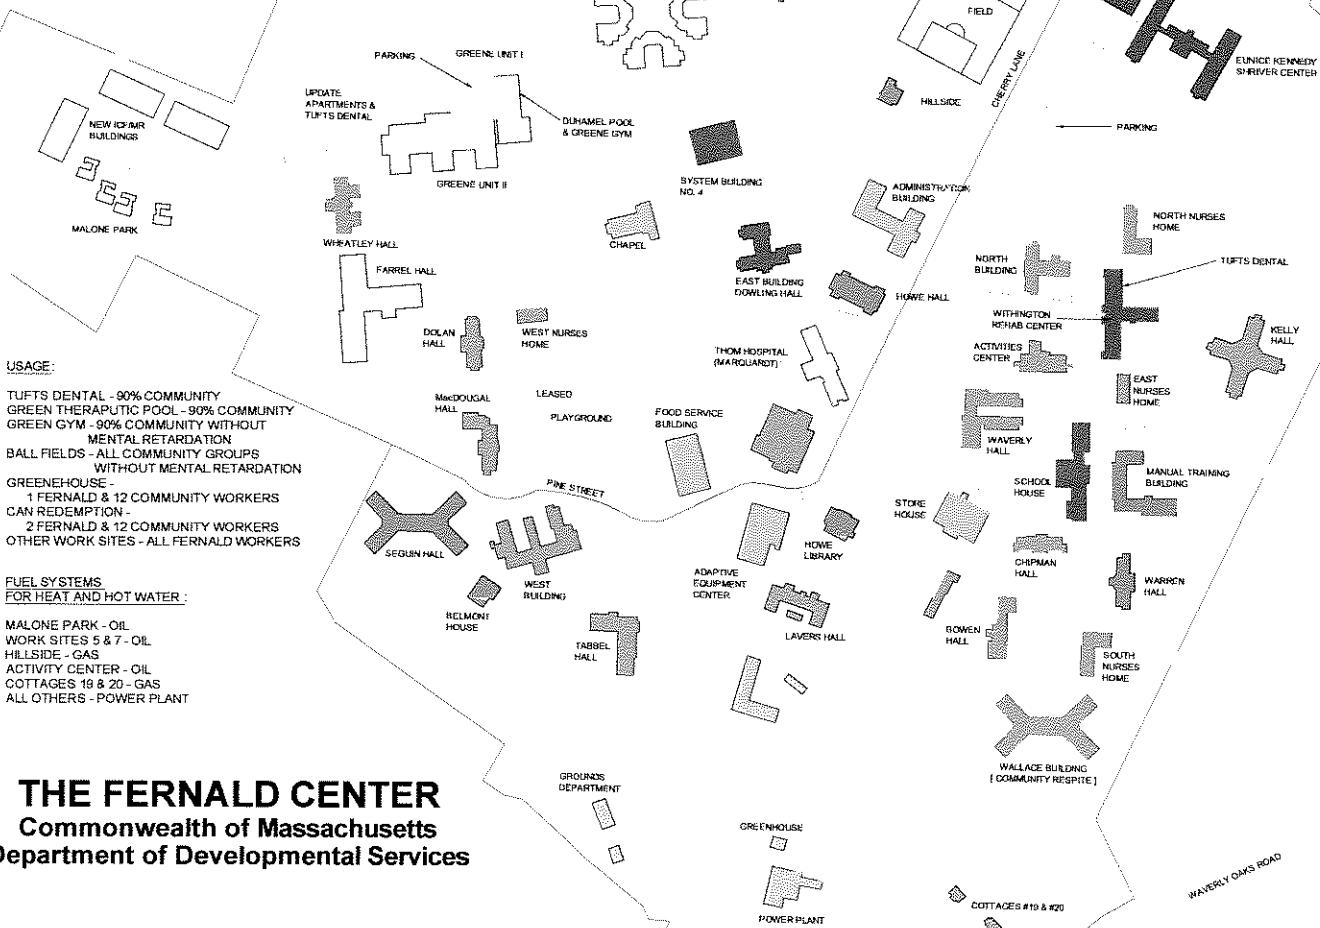 FIELD
CHERRY LANE
EUNICE KENNEDY
SHRIVER CENTER
PARKING
GREENE UNIT I
UPDATE
APARTMENTS &
TUFTS DENTAL
DUHAMEL POOL
& GREENE GYM
GREENE UNIT II
HILLSIDE
PARKING
NEW ICF/MR
BUILDINGS
MALONE PARK
SYSTEM BUILDING
NO. 4
ADMINISTRATION
BUILDING
WHEATLEY HALL
CHAPEL
NORTH NURSES
HOME
FARREL HALL
EAST BUILDING
DOWLING HALL
HOWE HALL
NORTH
BUILDING
TUFTS DENTAL
WITHINGTON
REHAB CENTER
DOLAN
HALL
WEST NURSES
HOME
THOM HOSPITAL
(MARQUARDT)
ACTIVITIES
CENTER
KELLY
HALL
EAST
NURSES
HOME
MacDOUGAL
HALL
LEASED
PLAYGROUND
FOOD SERVICE
BUILDING
WAVERLY
HALL
USAGE:
TUFTS DENTAL - 90% COMMUNITY
GREEN THERAPUTIC POOL - 90% COMMUNITY
GREEN GYM - 90% COMMUNITY WITHOUT
MENTAL RETARDATION
BALL FIELDS - ALL COMMUNITY GROUPS
WITHOUT MENTAL RETARDATION
GREENEHOUSE -
1 FERNALD & 12 COMMUNITY WORKERS
CAN REDEMPTION -
2 FERNALD & 12 COMMUNITY WORKERS
OTHER WORK SITES - ALL FERNALD WORKERS
PINE STREET
SCHOOL
HOUSE
MANUAL TRAINING
BUILDING
STORE
HOUSE
SEGUIN HALL
WEST
BUILDING
HOWE
LIBRARY
ADAPTIVE
EQUIPMENT
CENTER
CHIPMAN
HALL
WARREN
HALL
BELMONT
HOUSE
TABBEL
HALL
LAVERS HALL
BOWEN
HALL
SOUTH
NURSES
HOME
FUEL SYSTEMS
FOR HEAT AND HOT WATER :
MALONE PARK - OIL
WORK SITES 5 & 7 - OIL
HILLSIDE - GAS
ACTIVITY CENTER - OIL
COTTAGES 19 & 20 - GAS
ALL OTHERS - POWER PLANT
WALLACE BUILDING
[ COMMUNITY RESPITE ]
THE FERNALD CENTER
Commonwealth of Massachusetts
Department of Developmental Services
GROUNDS
DEPARTMENT
GREENHOUSE
POWER PLANT
COTTAGES #19 & #20
WAVERLY OAKS ROAD